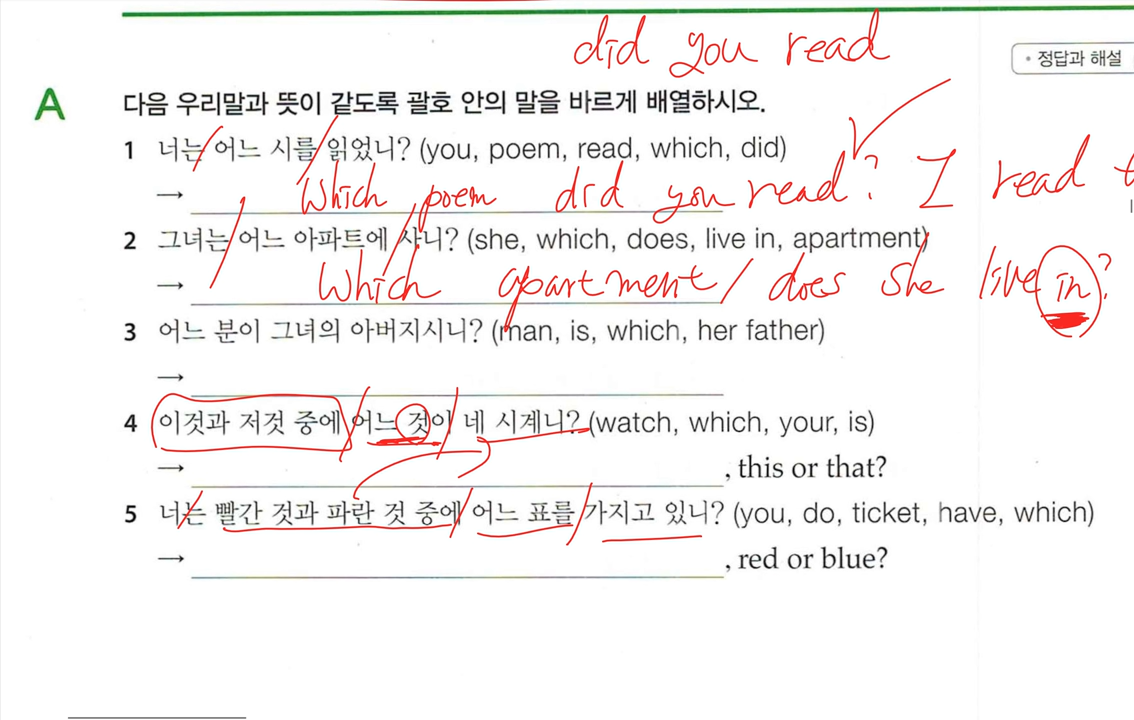 did you read
• 정답과 해설
A 다음 우리말과 뜻이 같도록 괄호 안의 말을 바르게 배열하시오.
1 너는 어느 시를 읽었니? (you, poem, read, which, did)
→ Which poem did you read? I read
2 그녀는 어느 아파트에 사니? (she, which, does, live in, apartment)
→ Which apartment / does she live in?
3 어느 분이 그녀의 아버지시니? (man, is, which, her father)
→
4 이것과 저것 중에 어느 것이 네 시계니? (watch, which, your, is)
→ , this or that?
5 너는 빨간 것과 파란 것 중에 어느 표를 가지고 있니? (you, do, ticket, have, which)
→ , red or blue?